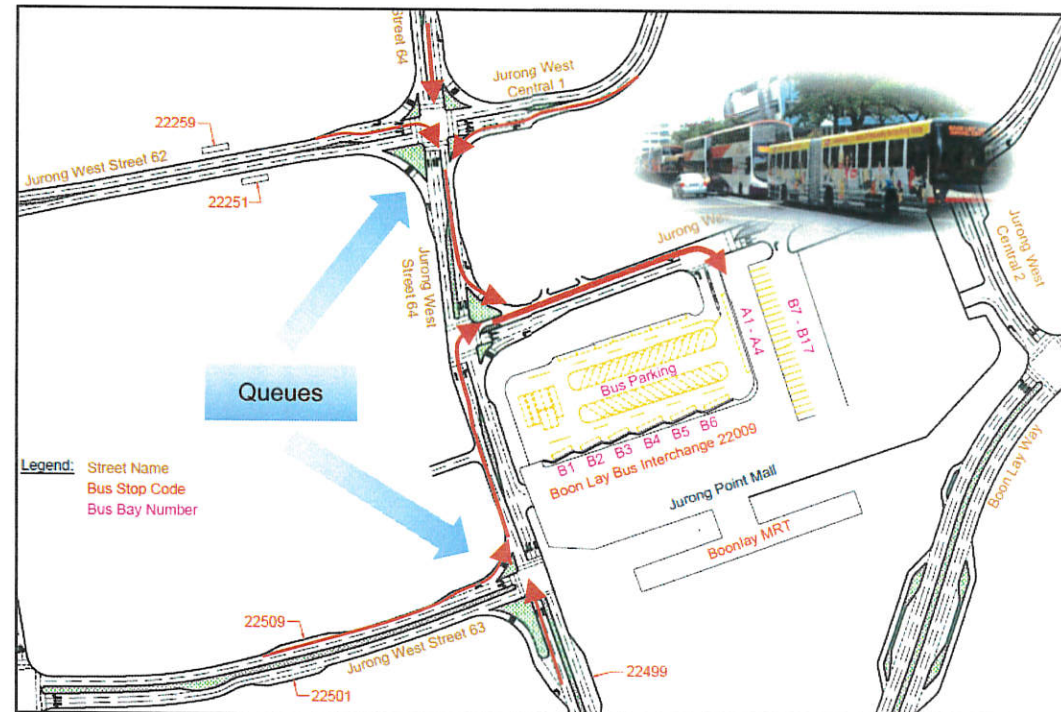 Street 64
Jurong West
Central 1
22259
Jurong West Street 62
22251
Jurong West
Street 64
Jurong We
Jurong West
Central 2
A1 - A4
B7 - B17
Bus Parking
Queues
B1 B2 B3 B4 B5 B6
Boon Lay Bus Interchange 22009
Legend: Street Name
Bus Stop Code
Bus Bay Number
Jurong Point Mall
Boonlay MRT
Boon Lay Way
22509
Jurong West Street 63
22501
22499